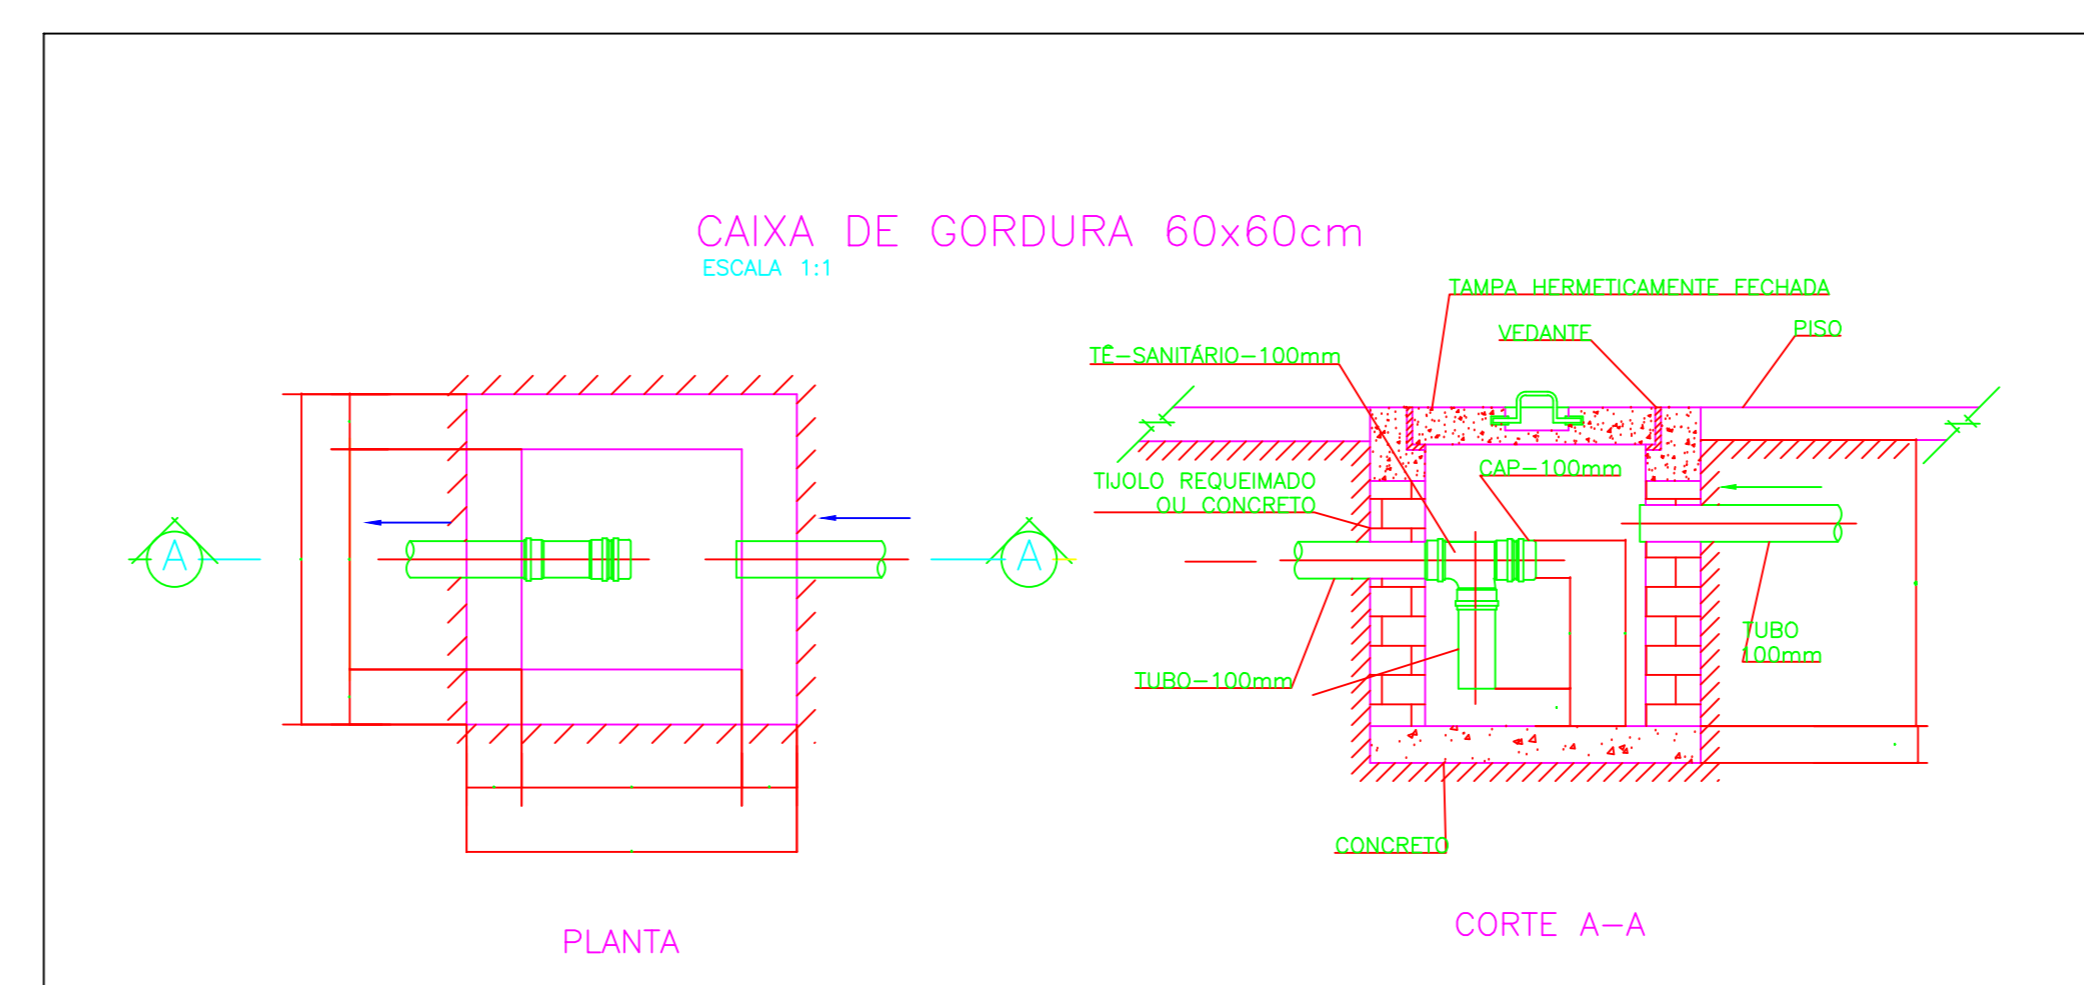 CAIXA DE GORDURA 60x60cm
ESCALA 1:1
TAMPA HERMETICAMENTE FECHADA
VEDANTE
PISO
TÊ-SANITÁRIO-100mm
CAP-100mm
TIJOLO REQUEIMADO
OU CONCRETO
A
A
TUBO
100mm
TUBO-100mm
CONCRETO
PLANTA
CORTE A-A